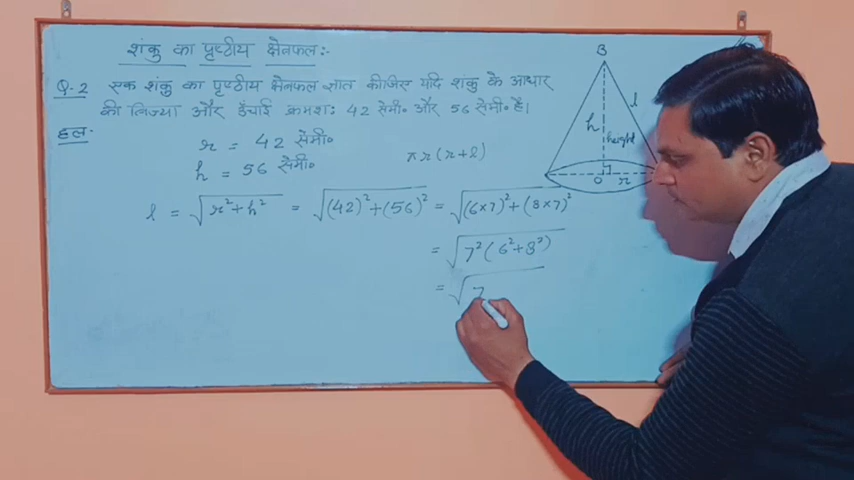 शंकु का पृष्ठीय क्षेत्रफल:-
Q.2 एक शंकु का पृष्ठीय क्षेत्रफल ज्ञात कीजिए यदि शंकु के आधार
की त्रिज्या और ऊँचाई क्रमशः 42 सेमी० और 56 सेमी० है।
हल-
r = 42 सेमी०
h = 56 सेमी०
πr(r+l)
l = √r²+h² = √(42)²+(56)² = √(6×7)²+(8×7)²
= √7²(6²+8²)
= √7
B
l
h
height
O
r